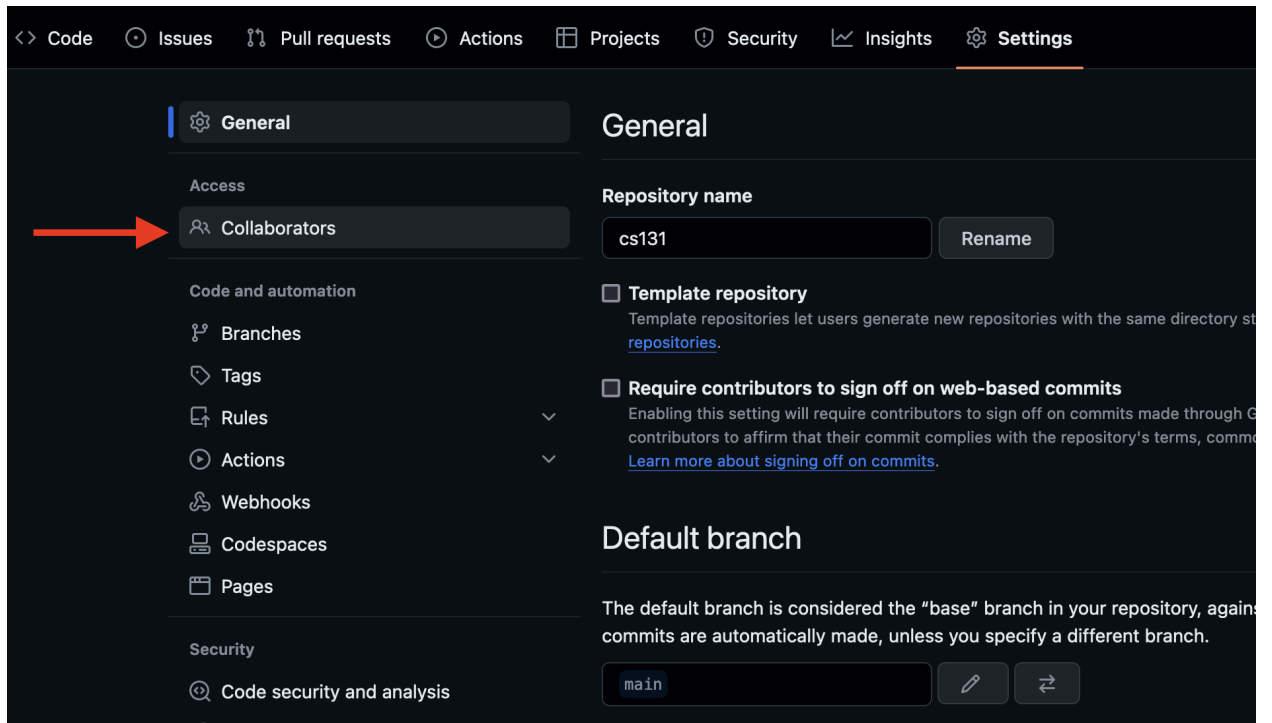 Code Issues Pull requests Actions Projects Security Insights Settings
General
Access
Collaborators
Code and automation
Branches
Tags
Rules
Actions
Webhooks
Codespaces
Pages
Security
Code security and analysis
General
Repository name
cs131 Rename
Template repository
Template repositories let users generate new repositories with the same directory st
repositories.
Require contributors to sign off on web-based commits
Enabling this setting will require contributors to sign off on commits made through G
contributors to affirm that their commit complies with the repository's terms, commo
Learn more about signing off on commits.
Default branch
The default branch is considered the “base” branch in your repository, agains
commits are automatically made, unless you specify a different branch.
main